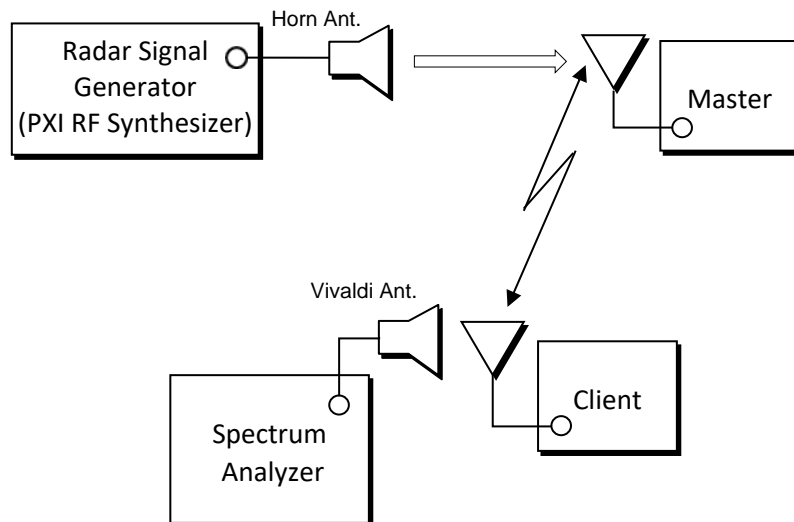 Horn Ant.
Radar Signal
Generator
(PXI RF Synthesizer)
Master
Vivaldi Ant.
Client
Spectrum
Analyzer